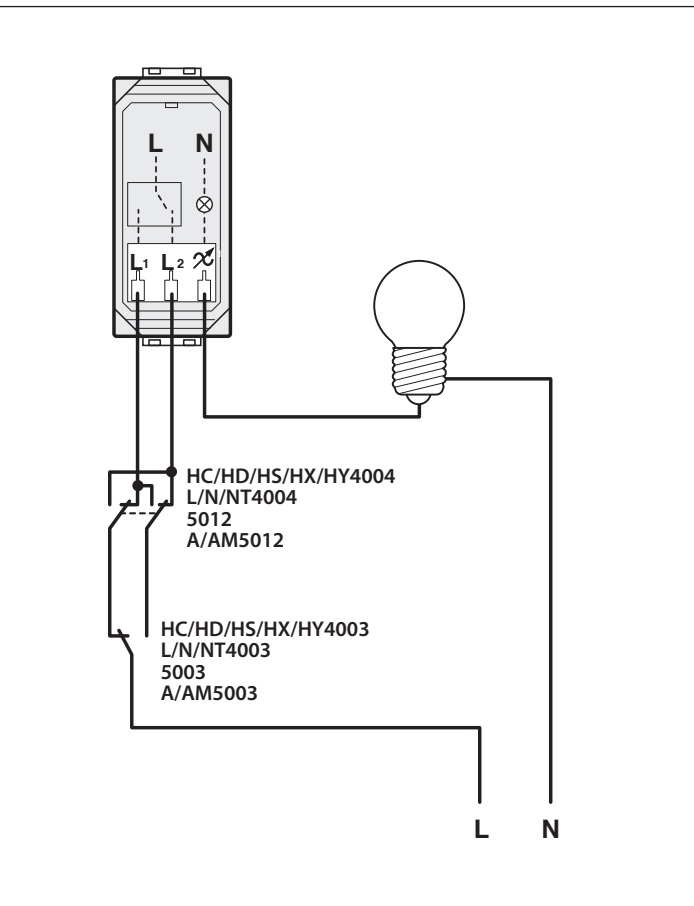 L N
L1 L2
HC/HD/HS/HX/HY4004
L/N/NT4004
5012
A/AM5012
HC/HD/HS/HX/HY4003
L/N/NT4003
5003
A/AM5003
L N